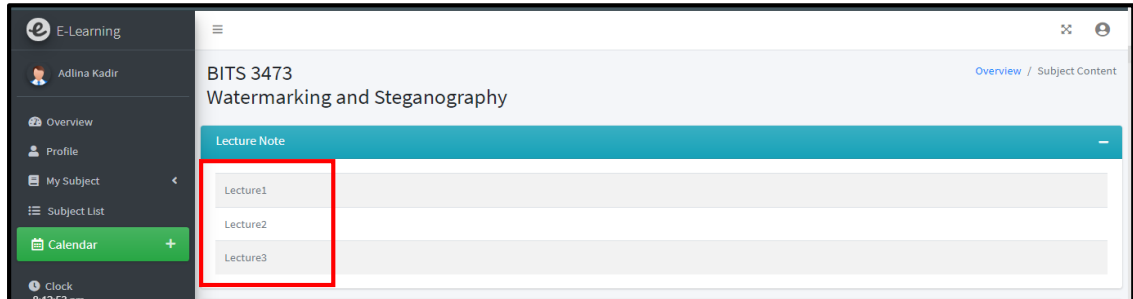 E-Learning
Adlina Kadir
Overview
Profile
My Subject
Subject List
Calendar
Clock
BITS 3473
Watermarking and Steganography
Overview / Subject Content
Lecture Note
Lecture1
Lecture2
Lecture3